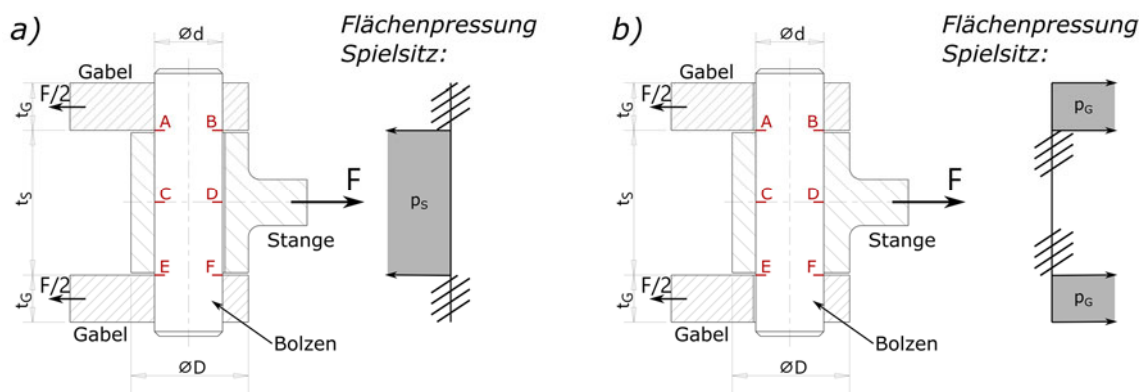 a)
Ød
Flächenpressung
Spielsitz:
Gabel
F/2
t_G
A
B
t_S
C
D
F
p_S
Stange
E
F
F/2
t_G
Gabel
Bolzen
ØD
b)
Ød
Flächenpressung
Spielsitz:
Gabel
F/2
t_G
p_G
A
B
t_S
C
D
F
Stange
E
F
F/2
t_G
p_G
Gabel
Bolzen
ØD